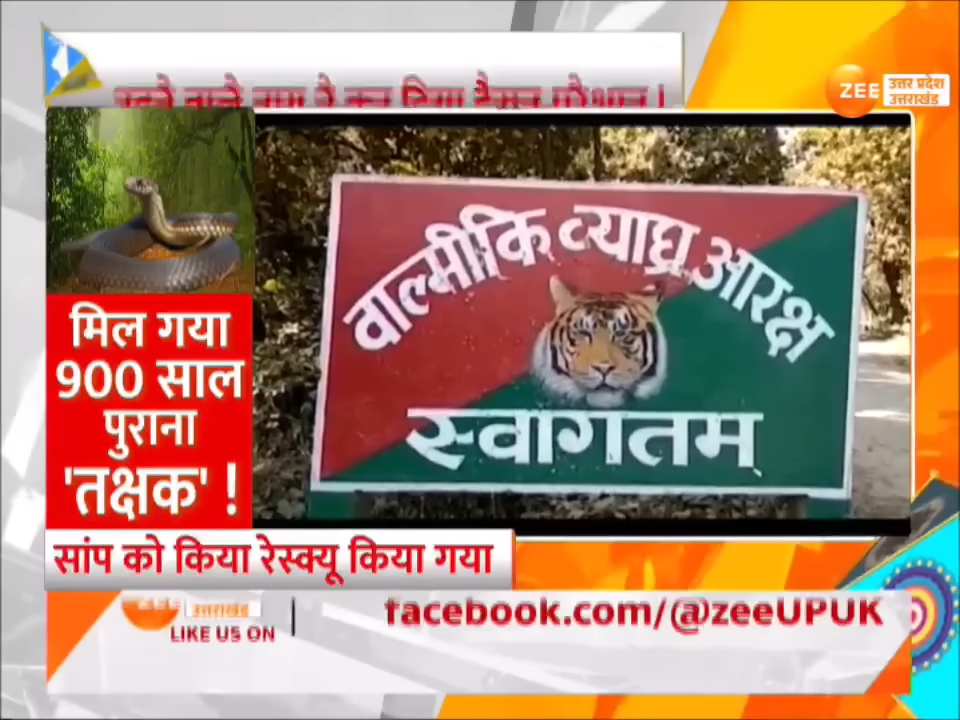 ZEE उत्तर प्रदेश
उत्तराखंड
वाल्मीकि व्याघ्र आरक्ष
स्वागतम
मिल गया
900 साल
पुराना
'तक्षक' !
सांप को किया रेस्क्यू किया गया
ZEE उत्तराखंड
LIKE US ON
facebook.com/@zeeUPUK